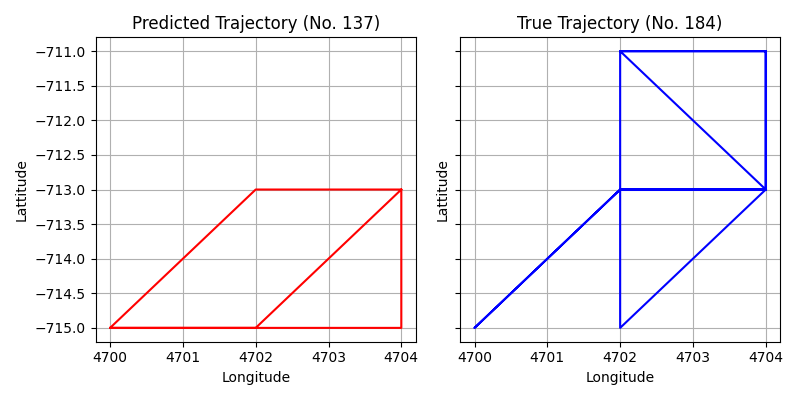 Predicted Trajectory (No. 137)
True Trajectory (No. 184)
Lattitude
−711.0
−711.5
−712.0
−712.5
−713.0
−713.5
−714.0
−714.5
−715.0
4700 4701 4702 4703 4704
Longitude
Lattitude
4700 4701 4702 4703 4704
Longitude